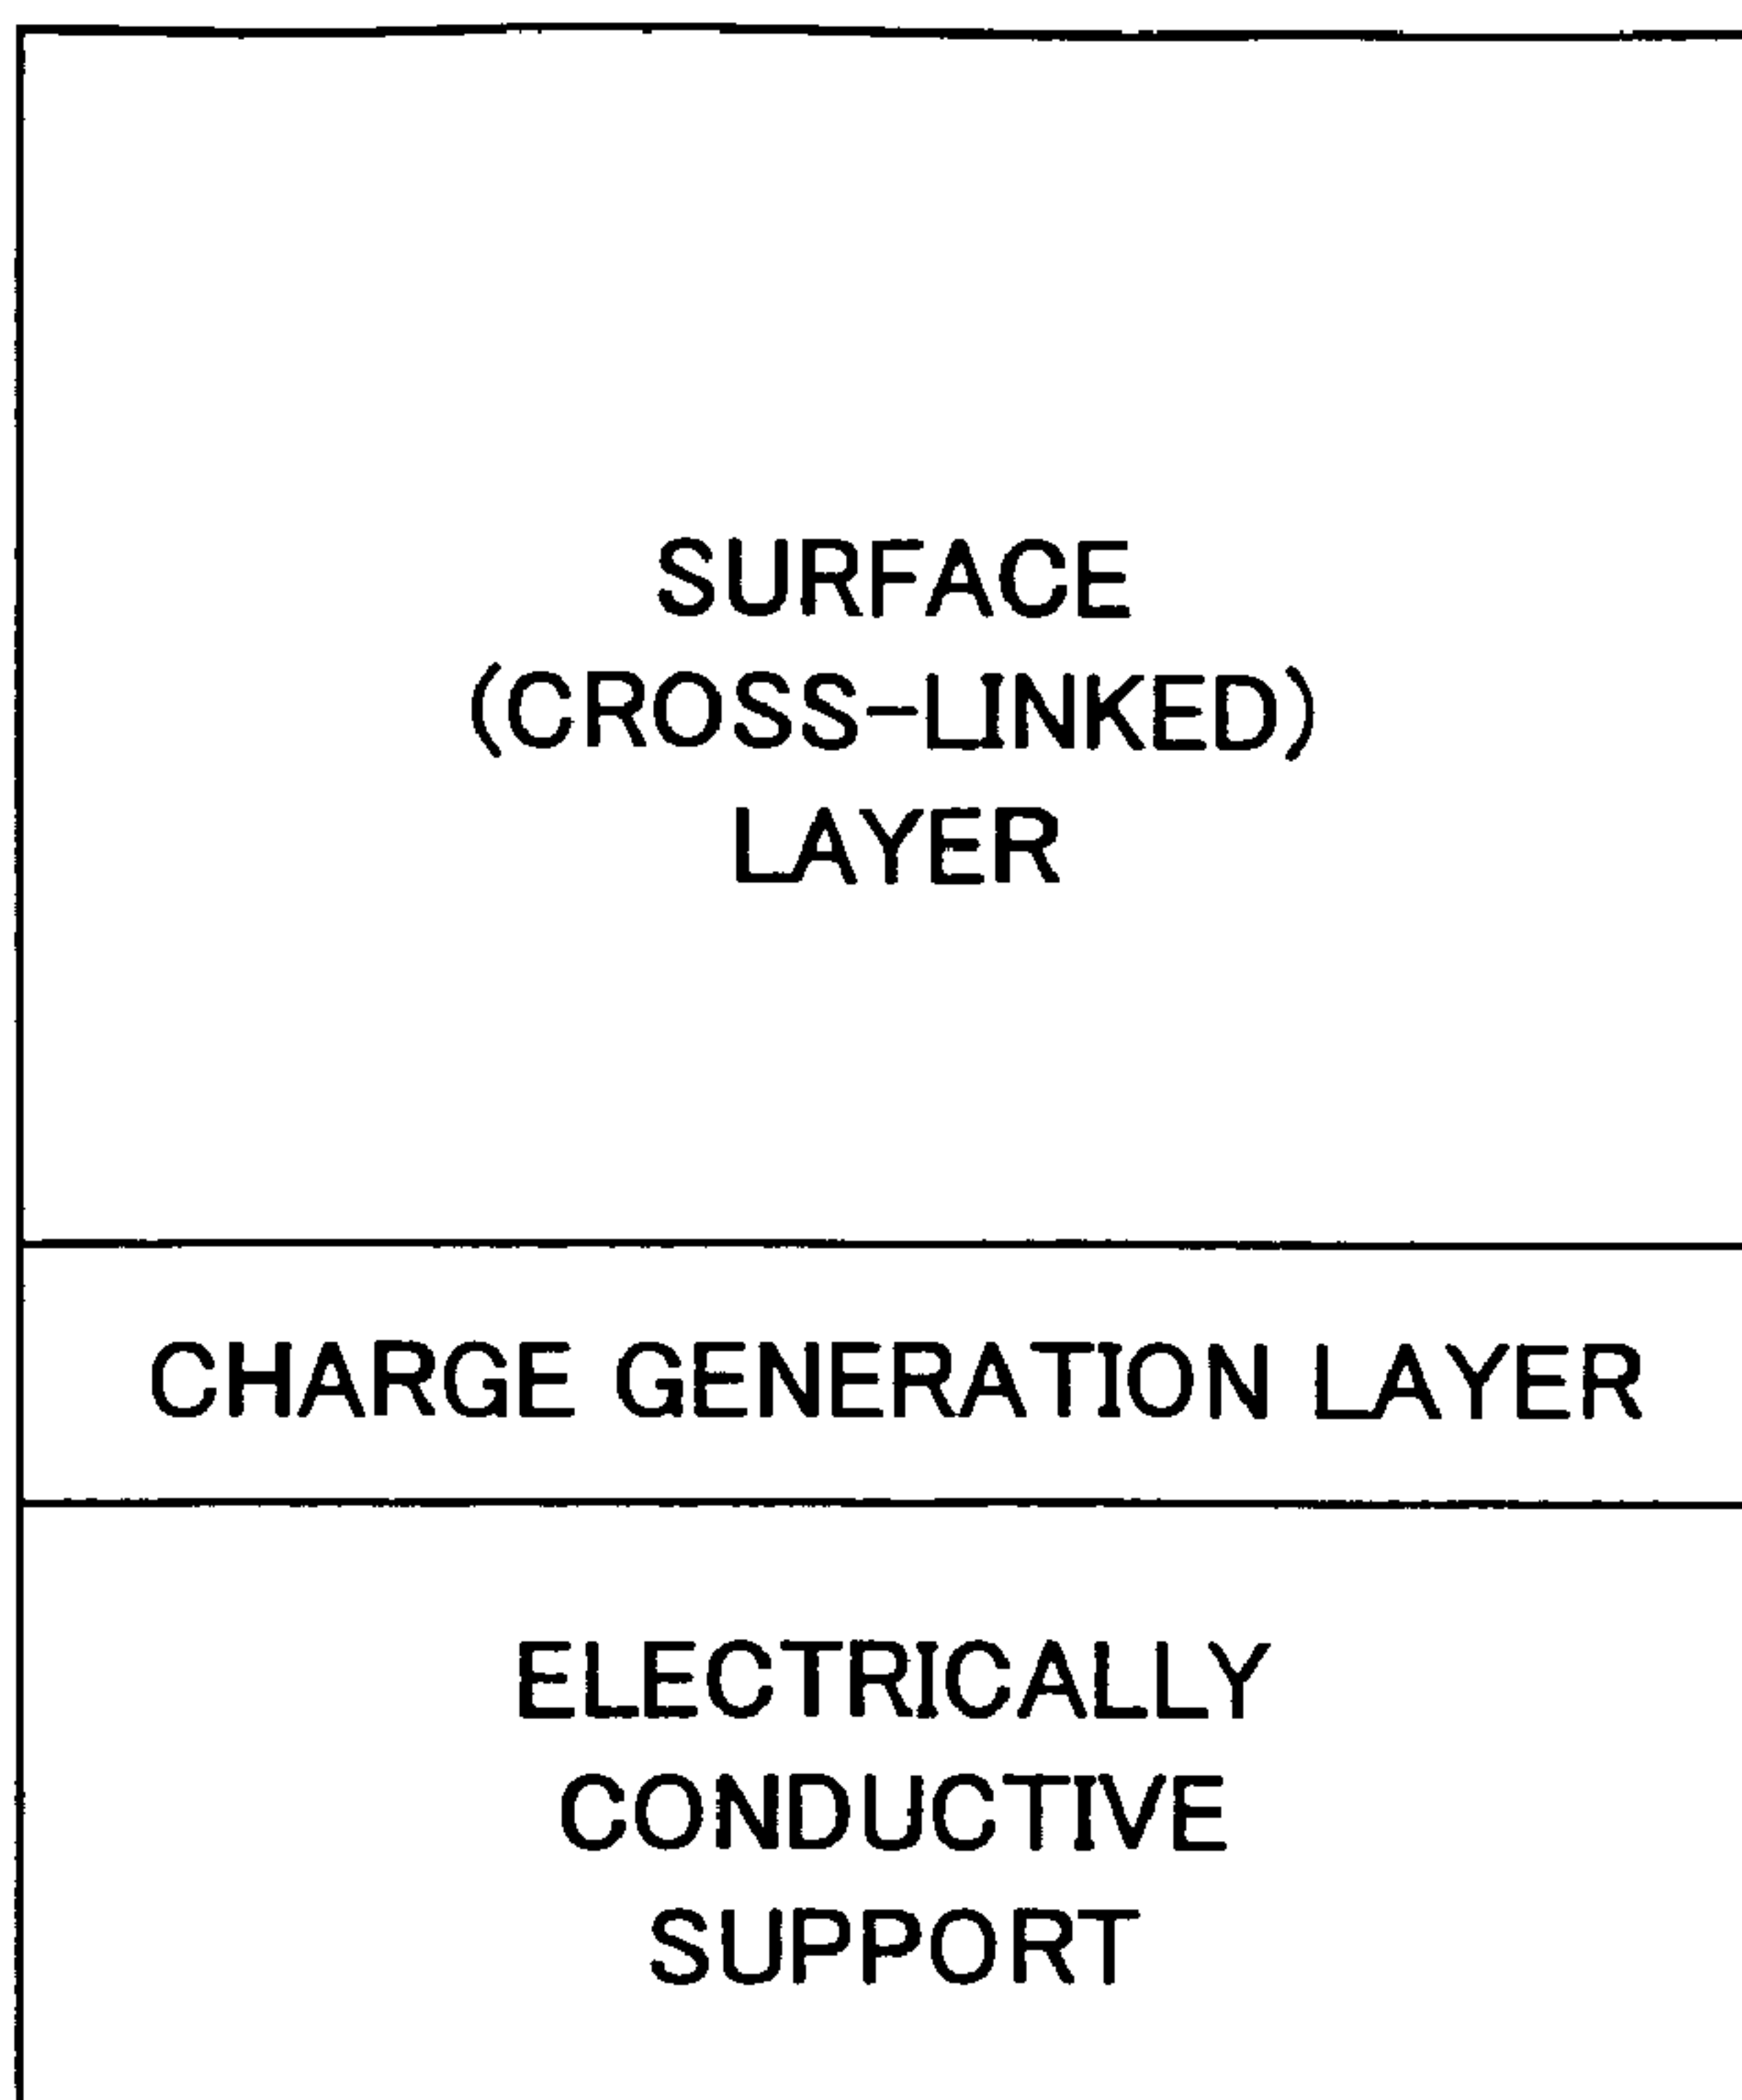 SURFACE
(CROSS-LINKED)
LAYER
CHARGE GENERATION LAYER
ELECTRICALLY
CONDUCTIVE
SUPPORT